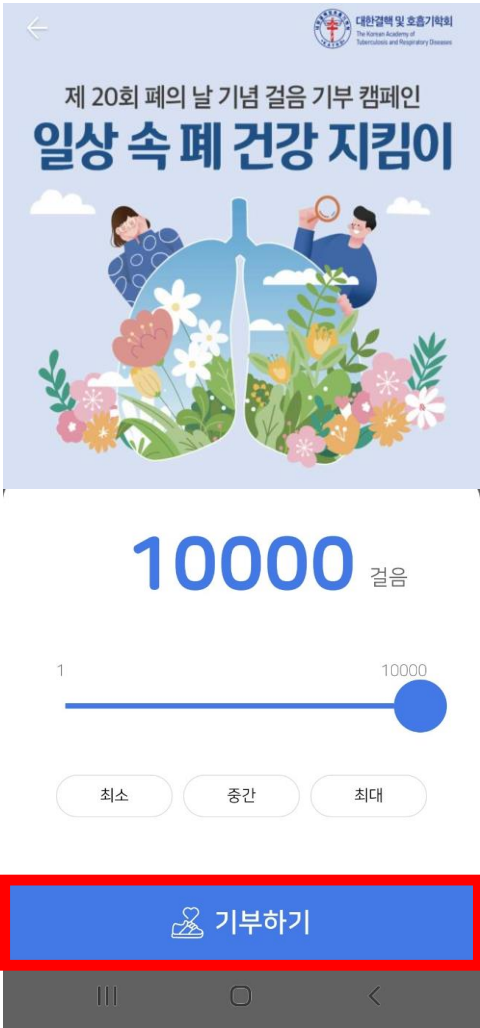 대한결핵 및 호흡기학회
The Korean Academy of
Tuberculosis and Respiratory Diseases
제 20회 폐의 날 기념 걸음 기부 캠페인
일상 속 폐 건강 지킴이
10000 걸음
1 10000
최소 중간 최대
기부하기